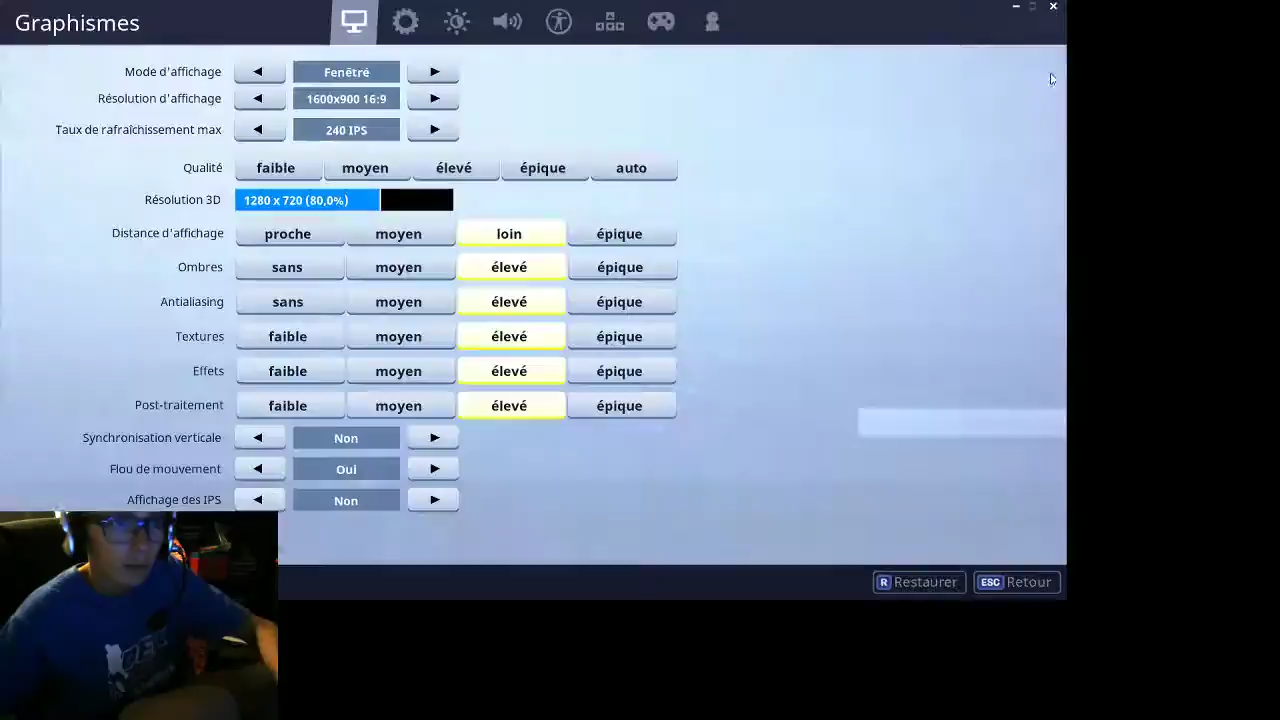 Graphismes
Mode d'affichage ◄ Fenêtré ►
Résolution d'affichage ◄ 1600x900 16:9 ►
Taux de rafraîchissement max ◄ 240 IPS ►
Qualité faible moyen élevé épique auto
Résolution 3D 1280 x 720 (80,0%)
Distance d'affichage proche moyen loin épique
Ombres sans moyen élevé épique
Antialiasing sans moyen élevé épique
Textures faible moyen élevé épique
Effets faible moyen élevé épique
Post-traitement faible moyen élevé épique
Synchronisation verticale ◄ Non ►
Flou de mouvement ◄ Oui ►
Affichage des IPS ◄ Non ►
R Restaurer ESC Retour